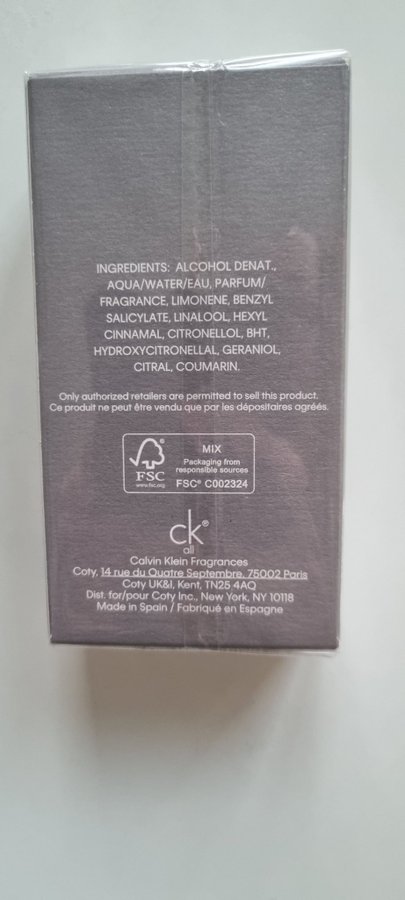 INGREDIENTS: ALCOHOL DENAT.,
AQUA/WATER/EAU, PARFUM/
FRAGRANCE, LIMONENE, BENZYL
SALICYLATE, LINALOOL, HEXYL
CINNAMAL, CITRONELLOL, BHT,
HYDROXYCITRONELLAL, GERANIOL,
CITRAL, COUMARIN.
Only authorized retailers are permitted to sell this product.
Ce produit ne peut être vendu que par les dépositaires agréés.
FSC
www.fsc.org
MIX
Packaging from
responsible sources
FSC® C002324
ck®
all
Calvin Klein Fragrances
Coty, 14 rue du Quatre Septembre, 75002 Paris
Coty UK&I, Kent, TN25 4AQ
Dist. for/pour Coty Inc., New York, NY 10118
Made in Spain / Fabriqué en Espagne